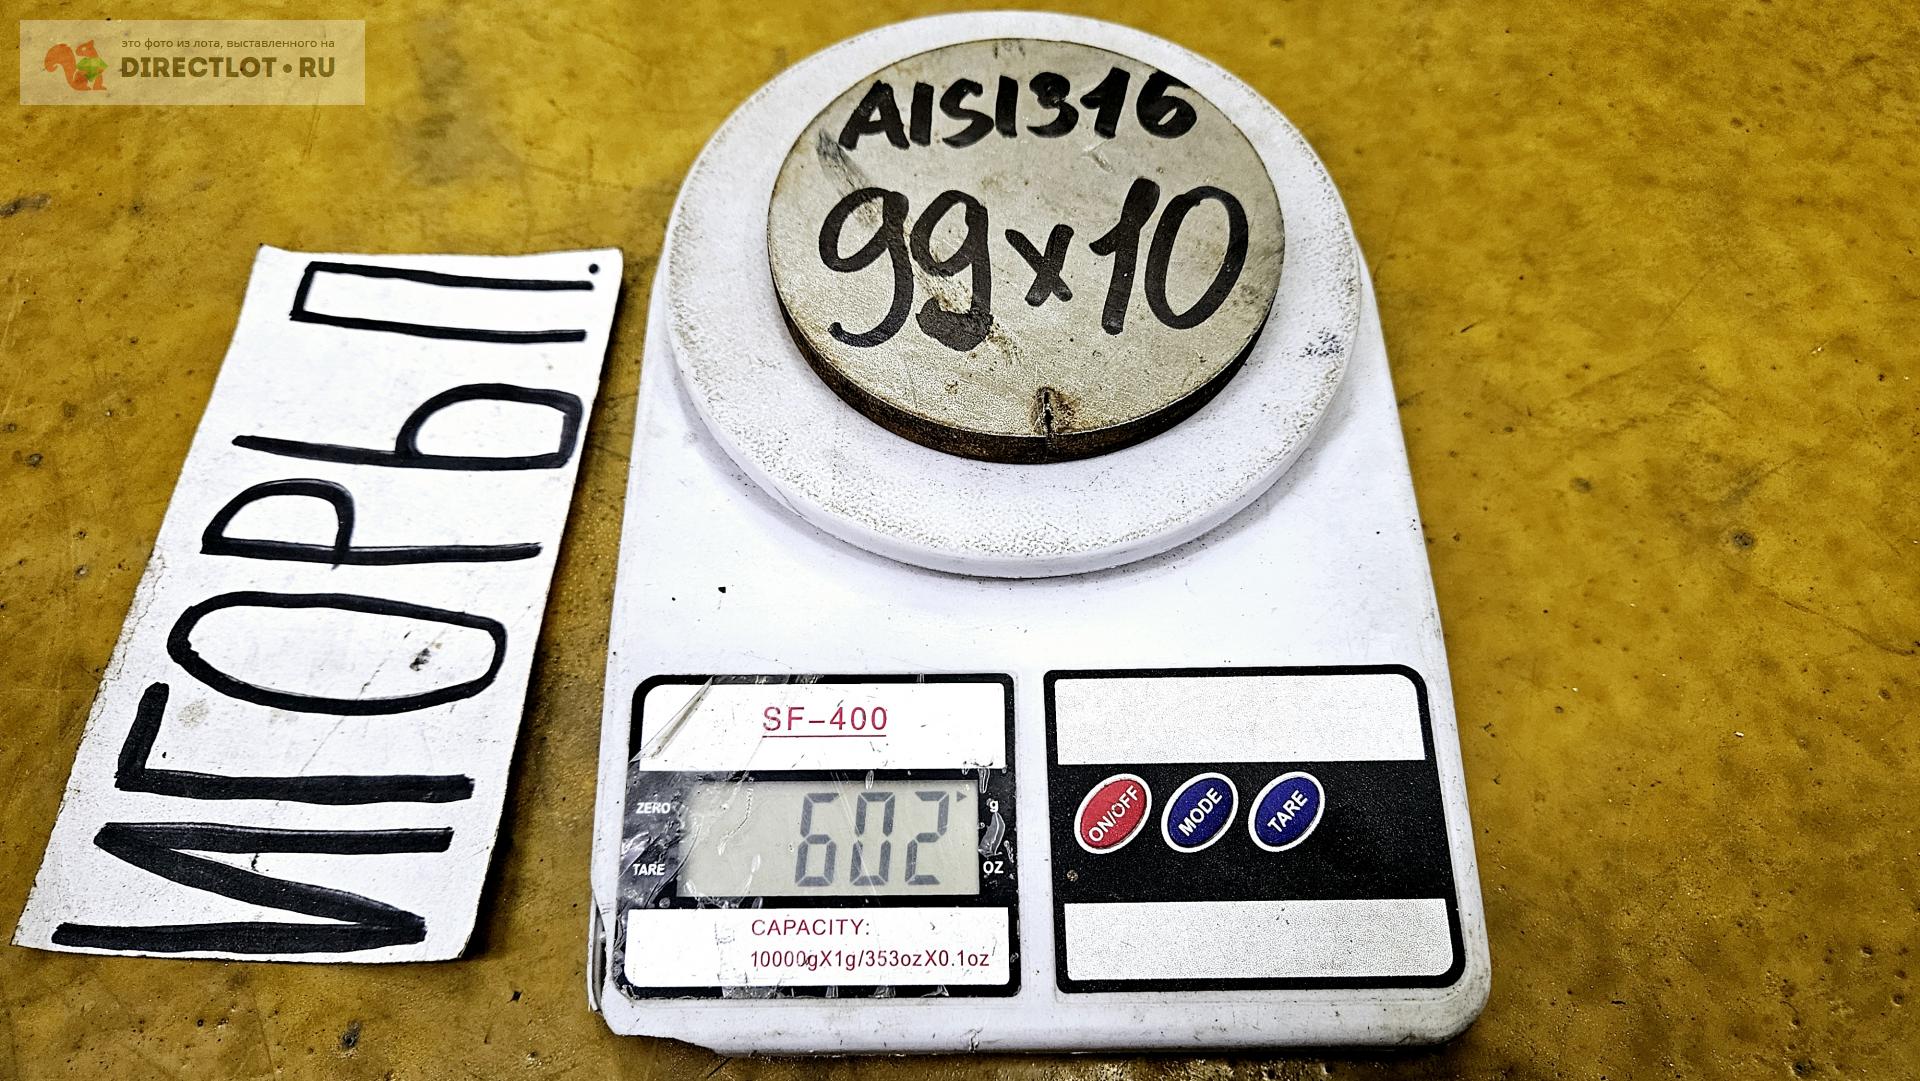 это фото из лота, выставленного на
DIRECTLOT•RU
AISI316
99x10
ИГОРЬ П.
SF-400
ZERO
g
602
TARE
OZ
CAPACITY:
10000gX1g/353ozX0.1oz
ON/OFF
MODE
TARE